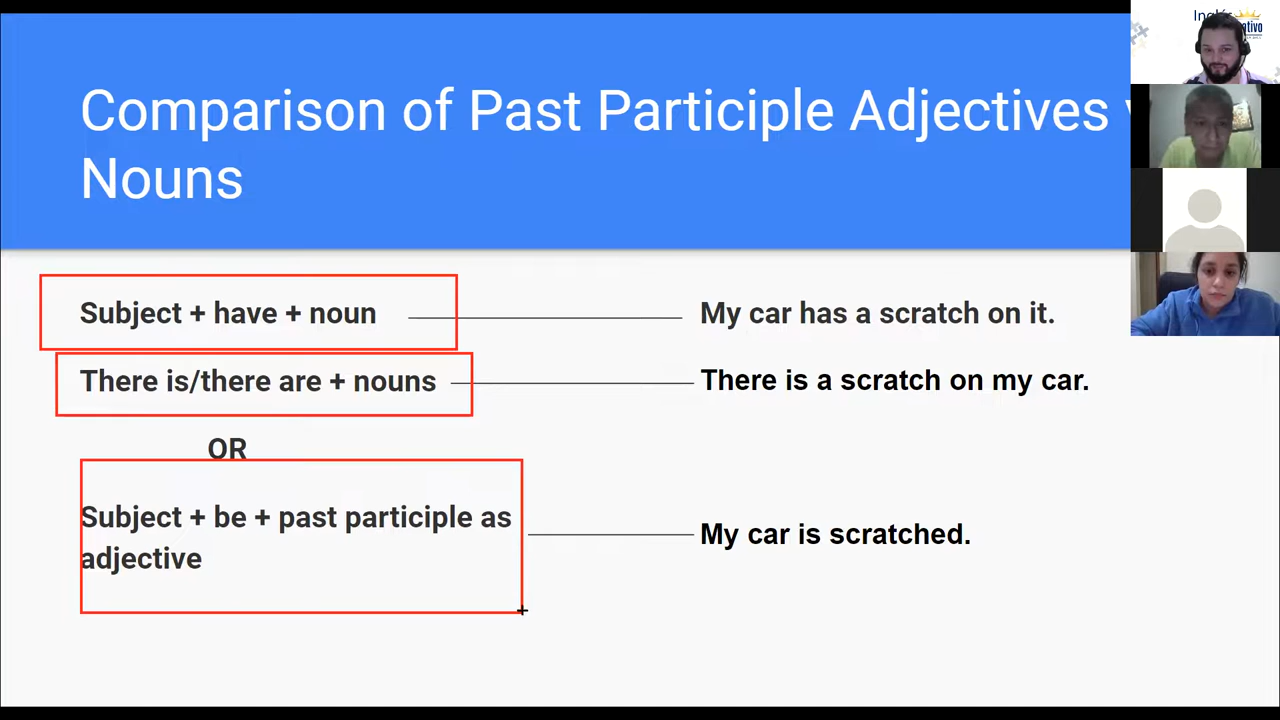 Comparison of Past Participle Adjectives
Nouns
Subject + have + noun
My car has a scratch on it.
There is/there are + nouns
There is a scratch on my car.
OR
Subject + be + past participle as
adjective
My car is scratched.